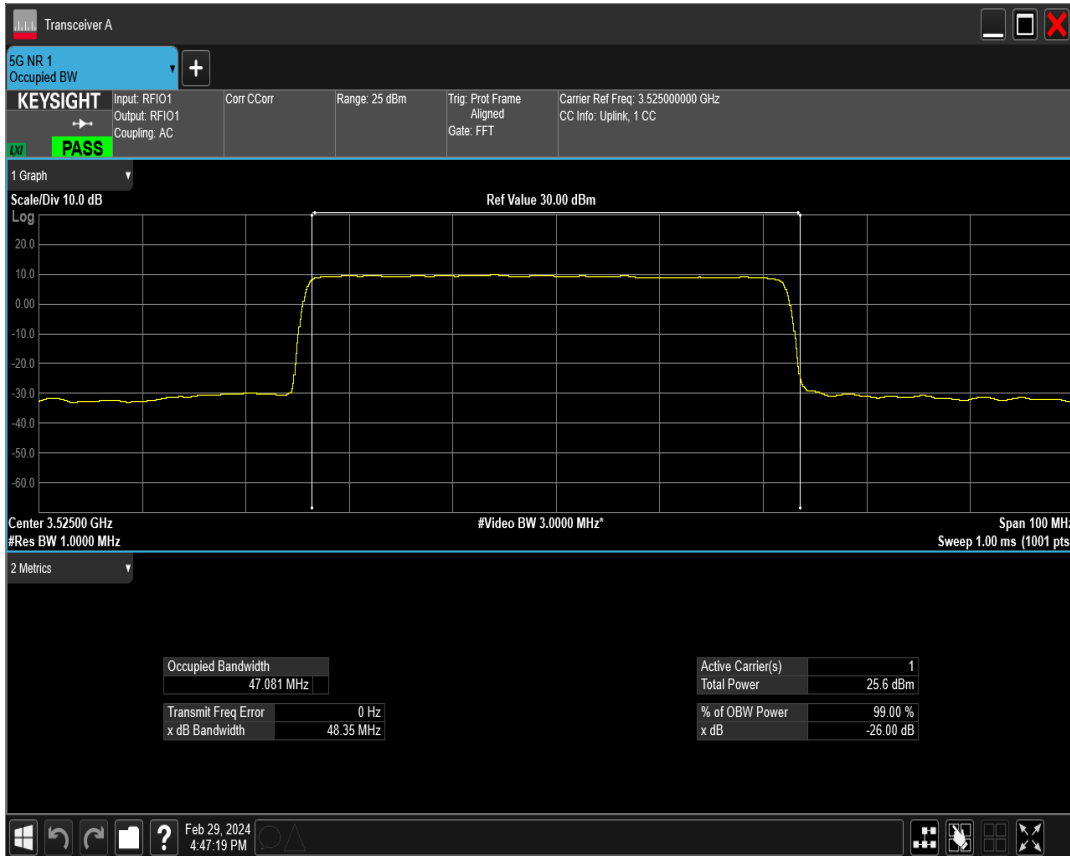 Transceiver A
5G NR 1
Occupied BW
KEYSIGHT
LXI
PASS
Input: RFIO1
Output: RFIO1
Coupling: AC
Corr CCorr
Range: 25 dBm
Trig: Prot Frame
Aligned
Gate: FFT
Carrier Ref Freq: 3.525000000 GHz
CC Info: Uplink, 1 CC
1 Graph
Scale/Div 10.0 dB
Ref Value 30.00 dBm
Log
20.0
10.0
0.00
-10.0
-20.0
-30.0
-40.0
-50.0
-60.0
Center 3.52500 GHz
#Video BW 3.0000 MHz*
Span 100 MHz
#Res BW 1.0000 MHz
Sweep 1.00 ms (1001 pts
2 Metrics
Occupied Bandwidth
47.081 MHz
Transmit Freq Error 0 Hz
x dB Bandwidth 48.35 MHz
Active Carrier(s) 1
Total Power 25.6 dBm
% of OBW Power 99.00 %
x dB -26.00 dB
?
Feb 29, 2024
4:47:19 PM